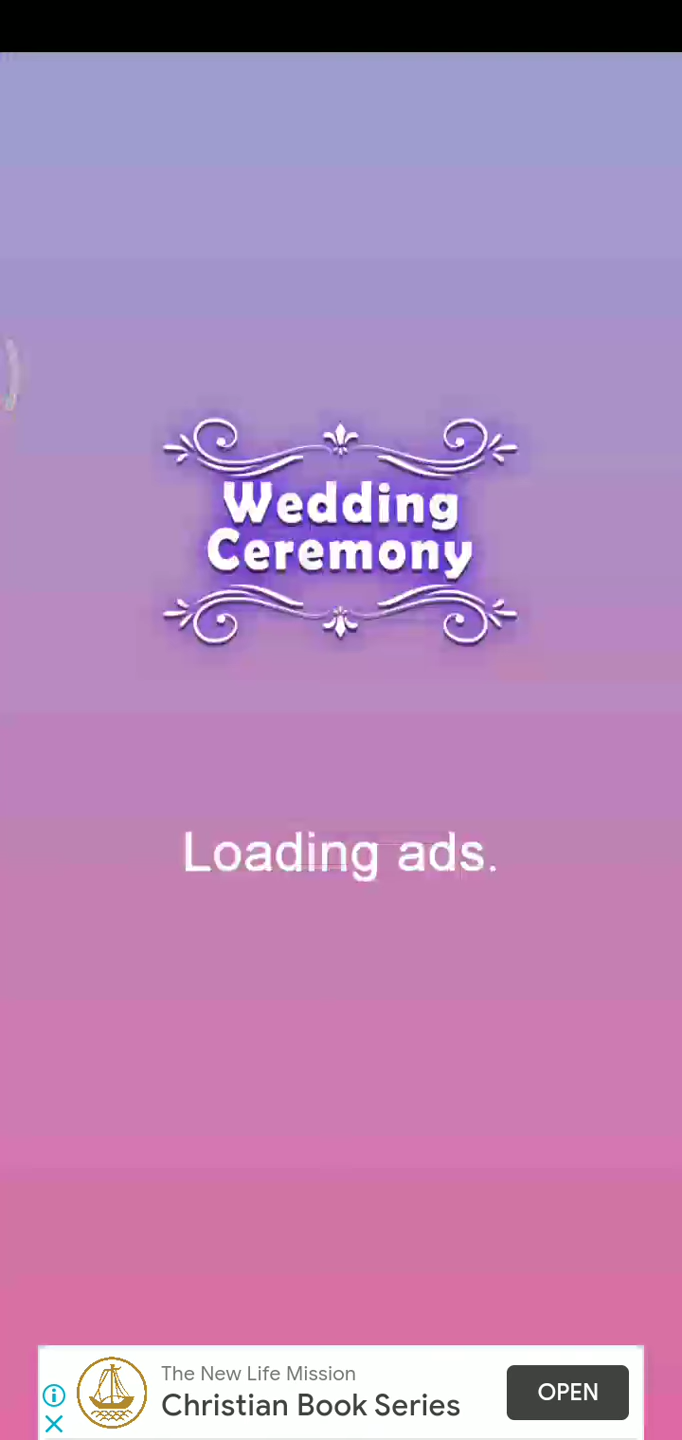 Wedding
Ceremony
Loading ads.
The New Life Mission
Christian Book Series
OPEN